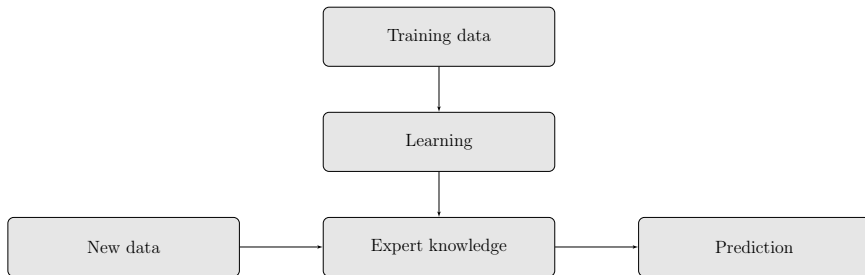 Training data
Learning
New data
Expert knowledge
Prediction